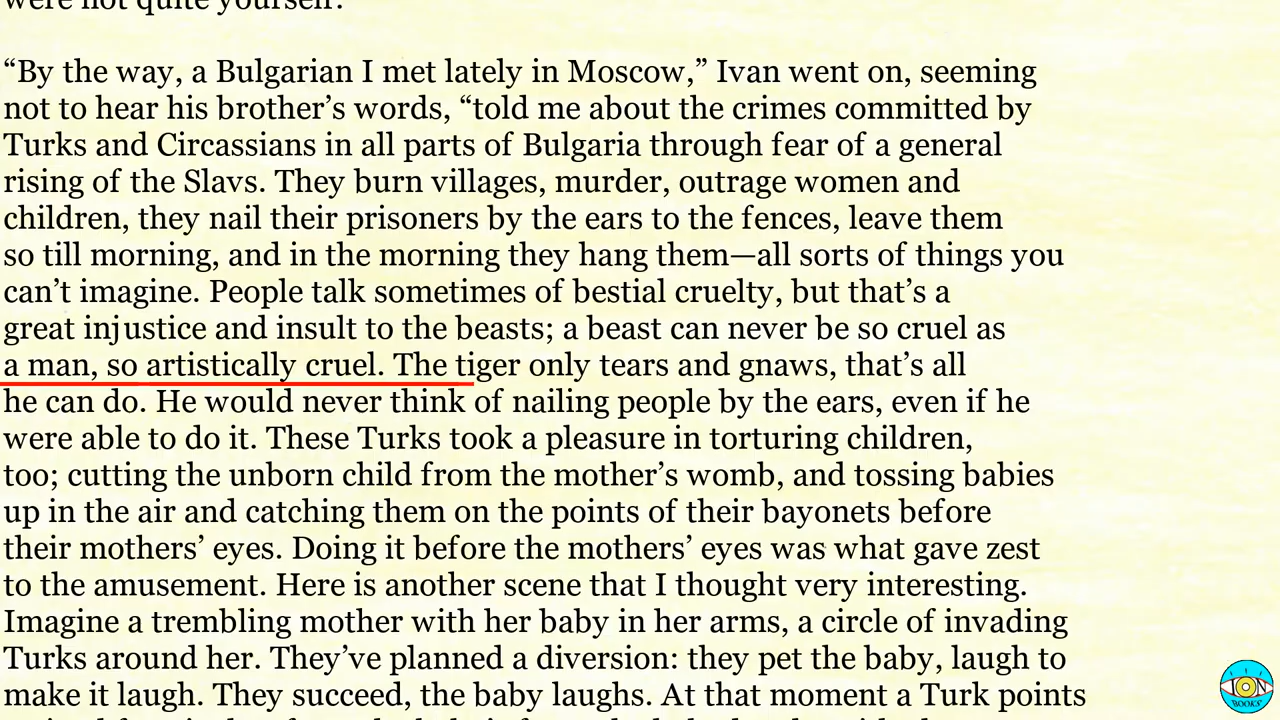 were not quite yourself.
“By the way, a Bulgarian I met lately in Moscow,” Ivan went on, seeming
not to hear his brother’s words, “told me about the crimes committed by
Turks and Circassians in all parts of Bulgaria through fear of a general
rising of the Slavs. They burn villages, murder, outrage women and
children, they nail their prisoners by the ears to the fences, leave them
so till morning, and in the morning they hang them—all sorts of things you
can’t imagine. People talk sometimes of bestial cruelty, but that’s a
great injustice and insult to the beasts; a beast can never be so cruel as
a man, so artistically cruel. The tiger only tears and gnaws, that’s all
he can do. He would never think of nailing people by the ears, even if he
were able to do it. These Turks took a pleasure in torturing children,
too; cutting the unborn child from the mother’s womb, and tossing babies
up in the air and catching them on the points of their bayonets before
their mothers’ eyes. Doing it before the mothers’ eyes was what gave zest
to the amusement. Here is another scene that I thought very interesting.
Imagine a trembling mother with her baby in her arms, a circle of invading
Turks around her. They’ve planned a diversion: they pet the baby, laugh to
make it laugh. They succeed, the baby laughs. At that moment a Turk points
BOOKS